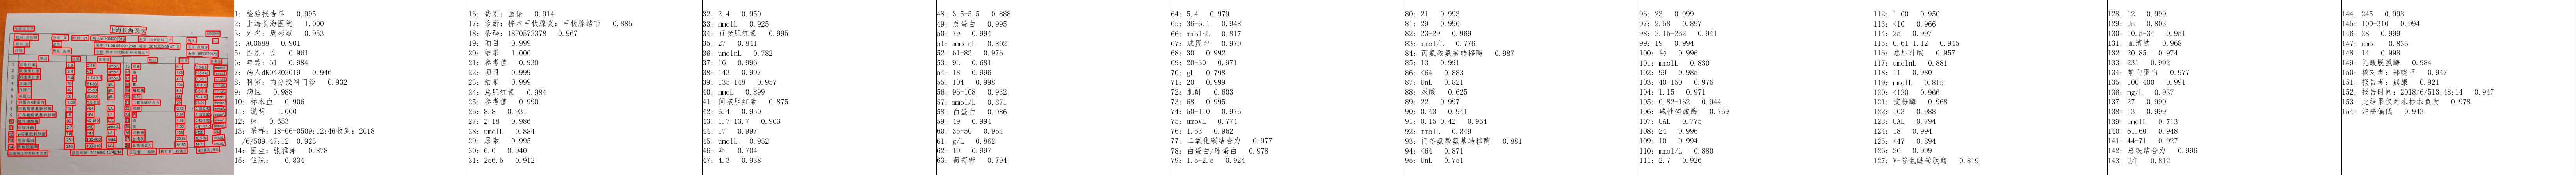 1: 检验报告单 0.995
2: 上海长海医院 1.000
3: 姓名: 周彬斌 0.953
4: A00688 0.901
5: 性别: 女 0.961
6: 年龄: 61 0.984
7: 病人dK04202019 0.946
8: 科室: 内分泌科门诊 0.932
9: 病区 0.988
10: 标本血 0.906
11: 说明 1.000
12: 床 0.653
13: 采样: 18-06-0509:12:46收到: 2018
/6/509:47:12 0.923
14: 医生: 张雅萍 0.878
15: 住院: 0.834
16: 费别: 医保 0.914
17: 诊断: 桥本甲状腺炎; 甲状腺结节 0.885
18: 条码: 18F0572378 0.967
19: 项目 0.999
20: 结果 1.000
21: 参考值 0.930
22: 项目 0.999
23: 结果 0.999
24: 总胆红素 0.984
25: 参考值 0.990
26: 8.8 0.931
27: 2-18 0.986
28: umolL 0.884
29: 尿素 0.995
30: 6.0 0.940
31: 256.5 0.912
32: 2.4 0.950
33: mmolL 0.925
34: 直接胆红素 0.995
35: 27 0.841
36: umolnL 0.782
37: 16 0.996
38: 143 0.997
39: 135-148 0.957
40: mmoL 0.899
41: 间接胆红素 0.875
42: 6.4 0.950
43: 1.7-13.7 0.903
44: 17 0.997
45: umolL 0.952
46: 年 0.704
47: 4.3 0.938
48: 3.5-5.5 0.888
49: 总蛋白 0.995
50: 79 0.994
51: mmolnL 0.802
52: 61-83 0.976
53: 9L 0.681
54: 18 0.996
55: 104 0.998
56: 96-108 0.932
57: mmol/L 0.871
58: 白蛋白 0.986
59: 49 0.994
60: 35-50 0.964
61: g/L 0.862
62: 19 0.997
63: 葡萄糖 0.794
64: 5.4 0.979
65: 36-6.1 0.948
66: mmolnL 0.817
67: 球蛋白 0.979
68: 30 0.992
69: 20-30 0.971
70: gL 0.798
71: 20 0.999
72: 肌酐 0.603
73: 68 0.995
74: 50-110 0.976
75: umoVL 0.774
76: 1.63 0.962
77: 二氧化碳结合力 0.977
78: 白蛋白/球蛋白 0.978
79: 1.5-2.5 0.924
80: 21 0.993
81: 29 0.996
82: 23-29 0.969
83: mmol/L 0.776
84: 丙氨酸氨基转移酶 0.987
85: 13 0.991
86: <64 0.883
87: UnL 0.821
88: 尿酸 0.625
89: 22 0.997
90: 0.43 0.941
91: 0.15-0.42 0.964
92: mmolL 0.849
93: 门冬氨酸氨基转移酶 0.881
94: <64 0.871
95: UnL 0.751
96: 23 0.999
97: 2.58 0.897
98: 2.15-262 0.941
99: 19 0.994
100: 钙 0.996
101: mmolL 0.830
102: 99 0.985
103: 40-150 0.976
104: 1.15 0.971
105: 0.82-162 0.944
106: 碱性磷酸酶 0.769
107: UAL 0.775
108: 24 0.996
109: 10 0.994
110: mmol/L 0.880
111: 2.7 0.926
112: 1.00 0.950
113: <10 0.966
114: 25 0.997
115: 0.61-1.12 0.945
116: 总胆汁酸 0.957
117: umolnL 0.881
118: 11 0.980
119: mmolL 0.815
120: <120 0.966
121: 淀粉酶 0.968
122: 103 0.988
123: UAL 0.794
124: 18 0.994
125: <47 0.894
126: 26 0.999
127: V-谷氨酰转肽酶 0.819
128: 12 0.999
129: Un 0.803
130: 10.5-34 0.951
131: 血清铁 0.968
132: 20.85 0.974
133: 231 0.992
134: 前白蛋白 0.977
135: 100-400 0.991
136: mg/L 0.937
137: 27 0.999
138: 13 0.999
139: umolL 0.713
140: 61.60 0.948
141: 44-71 0.927
142: 总铁结合力 0.996
143: U/L 0.812
144: 245 0.998
145: 100-310 0.994
146: 28 0.999
147: umol 0.836
148: 14 0.998
149: 乳酸脱氢酶 0.984
150: 核对者: 郑晓玉 0.947
151: 报告者: 熊康 0.921
152: 报告时间: 2018/6/513:48:14 0.947
153: 此结果仅对本标本负责 0.978
154: 过高偏低 0.943